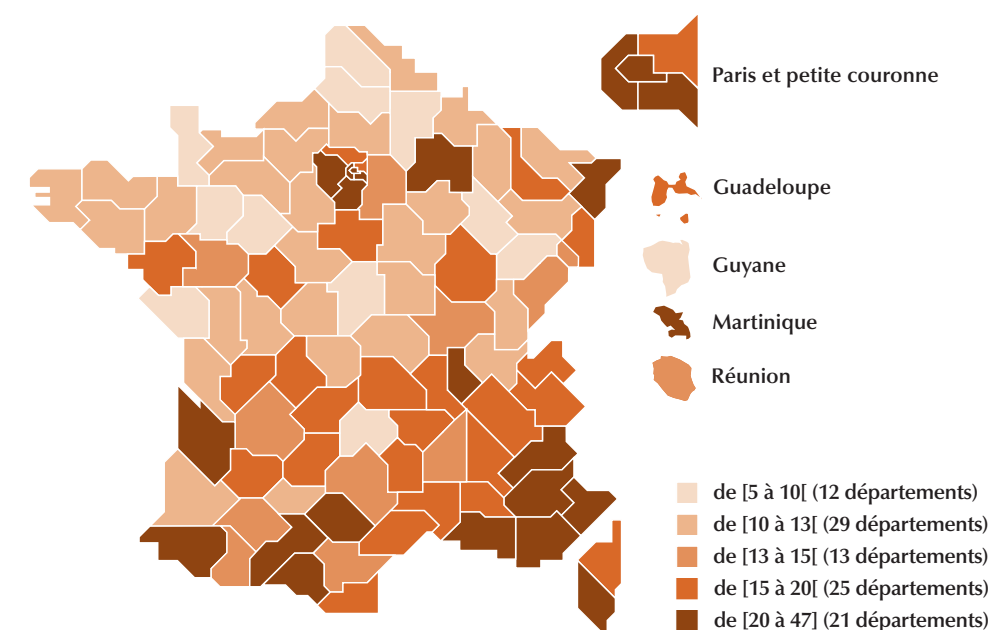 Paris et petite couronne
Guadeloupe
Guyane
Martinique
Réunion
de [5 à 10[ (12 départements)
de [10 à 13[ (29 départements)
de [13 à 15[ (13 départements)
de [15 à 20[ (25 départements)
de [20 à 47] (21 départements)